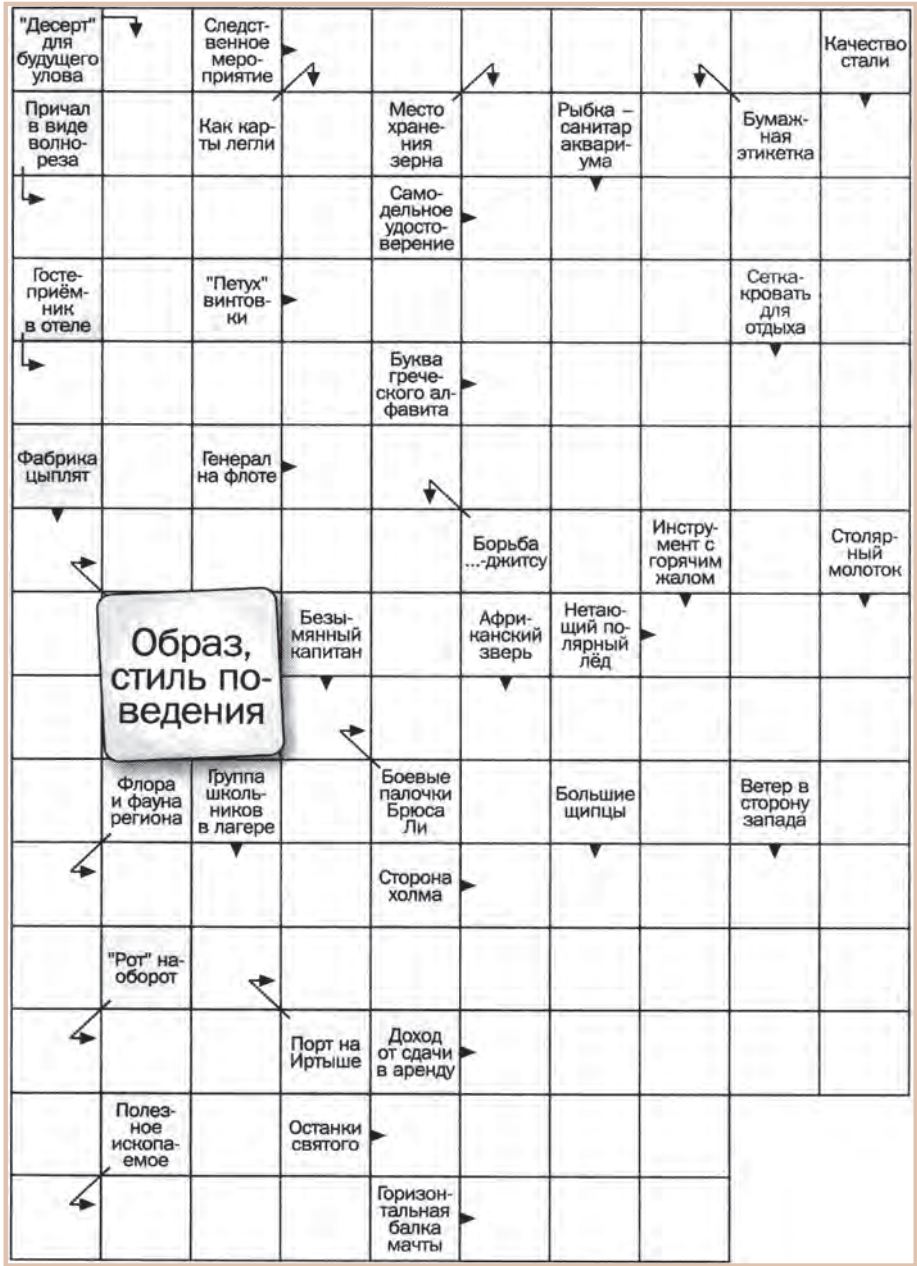 "Десерт"
для
будущего
улова
Следст-
венное
меро-
приятие
Качество
стали
Причал
в виде
волно-
реза
Как кар-
ты легли
Место
хране-
ния
зерна
Рыбка –
санитар
аквари-
ума
Бумаж-
ная
этикетка
Само-
дельное
удосто-
верение
Госте-
приём-
ник
в отеле
"Петух"
винтов-
ки
Сетка-
кровать
для
отдыха
Буква
грече-
ского ал-
фавита
Фабрика
цыплят
Генерал
на флоте
Борьба
...-джитсу
Инстру-
мент с
горячим
жалом
Столяр-
ный
молоток
Образ,
стиль по-
ведения
Безы-
мянный
капитан
Афри-
канский
зверь
Нетаю-
щий по-
лярный
лёд
Флора
и фауна
региона
Группа
школь-
ников
в лагере
Боевые
палочки
Брюса
Ли
Большие
щипцы
Ветер в
сторону
запада
Сторона
холма
"Рот" на-
оборот
Порт на
Иртыше
Доход
от сдачи
в аренду
Полез-
ное
ископа-
емое
Останки
святого
Горизон-
тальная
балка
мачты